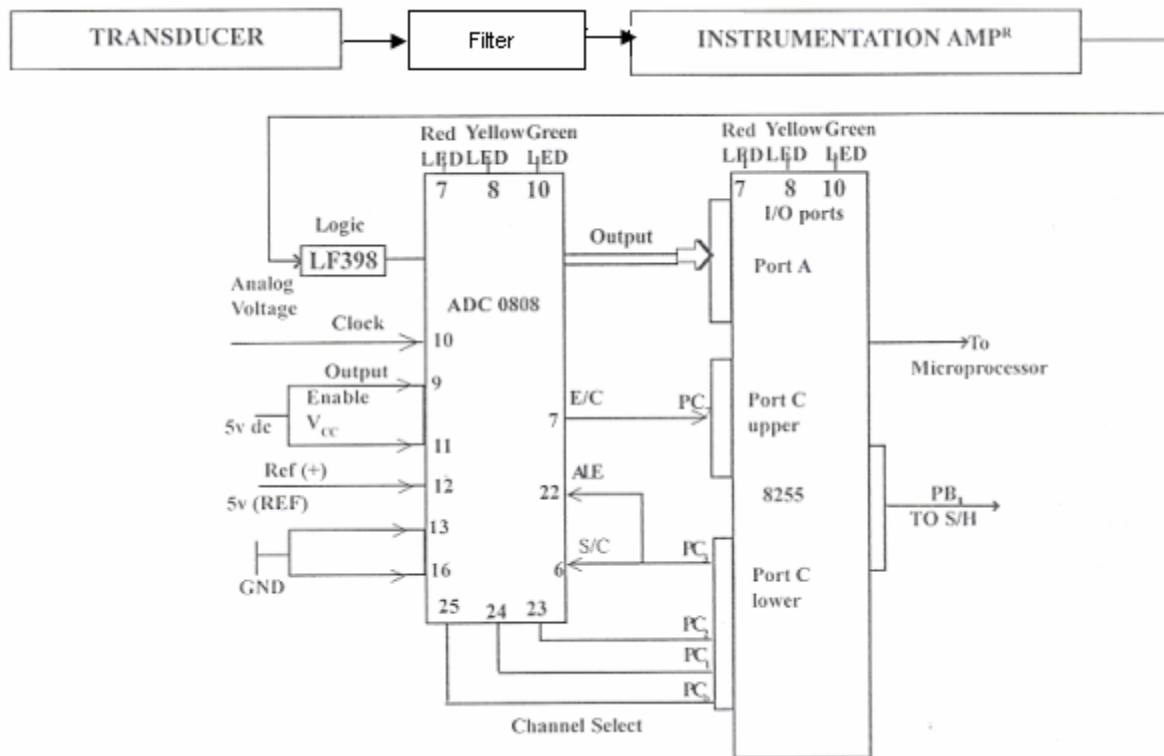 TRANSDUCER
Filter
INSTRUMENTATION AMPR
Red Yellow Green
LED LED LED
7 8 10
Red Yellow Green
LED LED LED
7 8 10
I/O ports
Logic
LF398
Output
Port A
Analog
Voltage
ADC 0808
Clock
10
To
Microprocessor
Output
9
Enable
VCC
5v dc
11
E/C
7
PC7
Port C
upper
Ref (+)
12
5v (REF)
ALE
22
8255
PB1
TO S/H
13
GND
16
S/C
6
PC3
Port C
lower
25 24 23
PC2
PC1
PC0
Channel Select